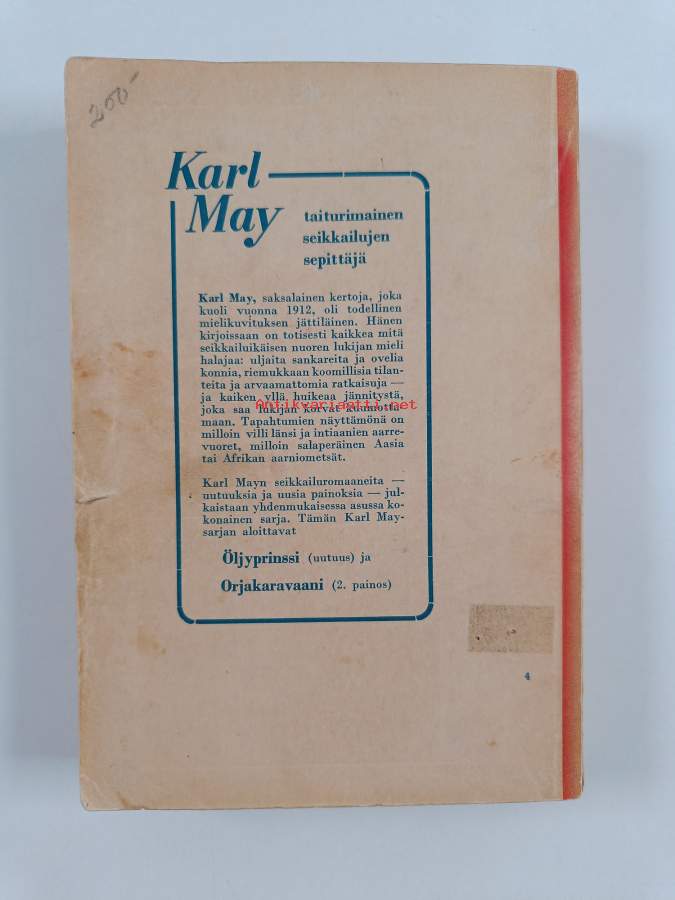 200-
Karl
May
taiturimainen
seikkailujen
sepittäjä
Karl May, saksalainen kertoja, joka
kuoli vuonna 1912, oli todellinen
mielikuvituksen jättiläinen. Hänen
kirjoissaan on totisesti kaikkea mitä
seikkailuikäisen nuoren lukijan mieli
halajaa: uljaita sankareita ja ovelia
konnia, riemukkaan koomillisia tilan-
teita ja arvaamattomia ratkaisuja —
ja kaiken yllä huikeaa jännitystä,
joka saa lukijan korvat kuumotta-
Antikvariaatti.net
maan. Tapahtumien näyttämönä on
milloin villi länsi ja intiaanien aarre-
vuoret, milloin salaperäinen Aasia
tai Afrikan aarniometsät.
Karl Mayn seikkailuromaaneita —
uutuuksia ja uusia painoksia — jul-
kaistaan yhdenmukaisessa asussa ko-
konainen sarja. Tämän Karl May-
sarjan aloittavat
Öljyprinssi (uutuus) ja
Orjakaravaani (2. painos)
4